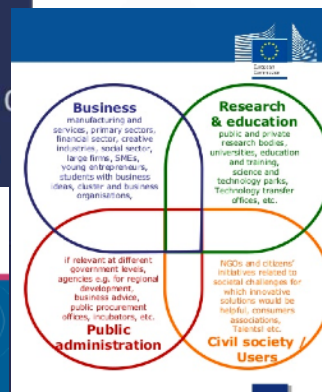 European
Commission
Business
manufacturing and
services, primary sectors,
financial sector, creative
industries, social sector,
large firms, SMEs,
young entrepreneurs,
students with business
ideas, cluster and business
organisations,
Research
& education
public and private
research bodies,
universities, education
and training,
science and
technology parks,
Technology transfer
offices, etc.
if relevant at different
government levels,
agencies e.g. for regional
development,
business advice,
public procurement
offices, incubators, etc.
Public
administration
NGOs and citizens'
initiatives related to
societal challenges for
which innovative
solutions would be
helpful, consumers
associations,
Talents! etc.
Civil society /
Users